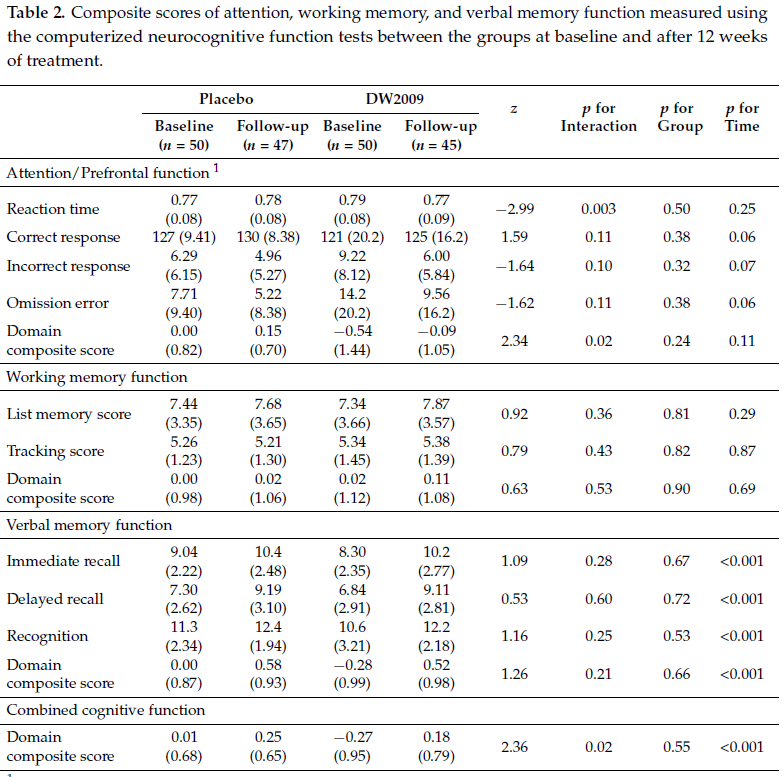 Table 2. Composite scores of attention, working memory, and verbal memory function measured using
the computerized neurocognitive function tests between the groups at baseline and after 12 weeks
of treatment.
Placebo DW2009 z p for Interaction p for Group p for Time
Baseline (n = 50) Follow-up (n = 47) Baseline (n = 50) Follow-up (n = 45)
Attention/Prefrontal function 1
Reaction time 0.77 (0.08) 0.78 (0.08) 0.79 (0.08) 0.77 (0.09) −2.99 0.003 0.50 0.25
Correct response 127 (9.41) 130 (8.38) 121 (20.2) 125 (16.2) 1.59 0.11 0.38 0.06
Incorrect response 6.29 (6.15) 4.96 (5.27) 9.22 (8.12) 6.00 (5.84) −1.64 0.10 0.32 0.07
Omission error 7.71 (9.40) 5.22 (8.38) 14.2 (20.2) 9.56 (16.2) −1.62 0.11 0.38 0.06
Domain composite score 0.00 (0.82) 0.15 (0.70) −0.54 (1.44) −0.09 (1.05) 2.34 0.02 0.24 0.11
Working memory function
List memory score 7.44 (3.35) 7.68 (3.65) 7.34 (3.66) 7.87 (3.57) 0.92 0.36 0.81 0.29
Tracking score 5.26 (1.23) 5.21 (1.30) 5.34 (1.45) 5.38 (1.39) 0.79 0.43 0.82 0.87
Domain composite score 0.00 (0.98) 0.02 (1.06) 0.02 (1.12) 0.11 (1.08) 0.63 0.53 0.90 0.69
Verbal memory function
Immediate recall 9.04 (2.22) 10.4 (2.48) 8.30 (2.35) 10.2 (2.77) 1.09 0.28 0.67 <0.001
Delayed recall 7.30 (2.62) 9.19 (3.10) 6.84 (2.91) 9.11 (2.81) 0.53 0.60 0.72 <0.001
Recognition 11.3 (2.34) 12.4 (1.94) 10.6 (3.21) 12.2 (2.18) 1.16 0.25 0.53 <0.001
Domain composite score 0.00 (0.87) 0.58 (0.93) −0.28 (0.99) 0.52 (0.98) 1.26 0.21 0.66 <0.001
Combined cognitive function
Domain composite score 0.01 (0.68) 0.25 (0.65) −0.27 (0.95) 0.18 (0.79) 2.36 0.02 0.55 <0.001